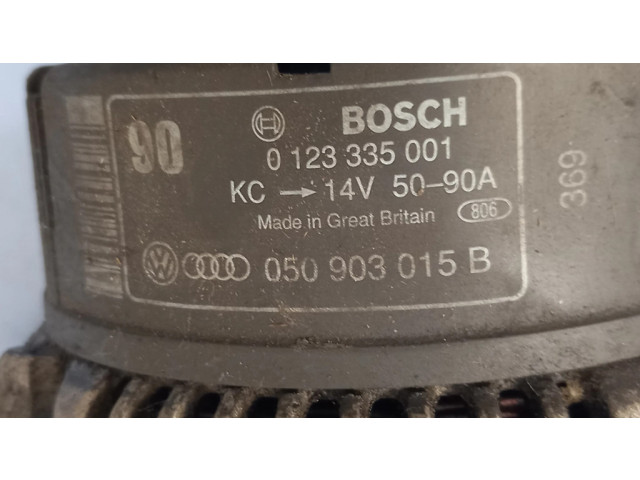 90
BOSCH
0 123 335 001
KC → 14V 50-90A
Made in Great Britain 806
VW 050 903 015 B
369